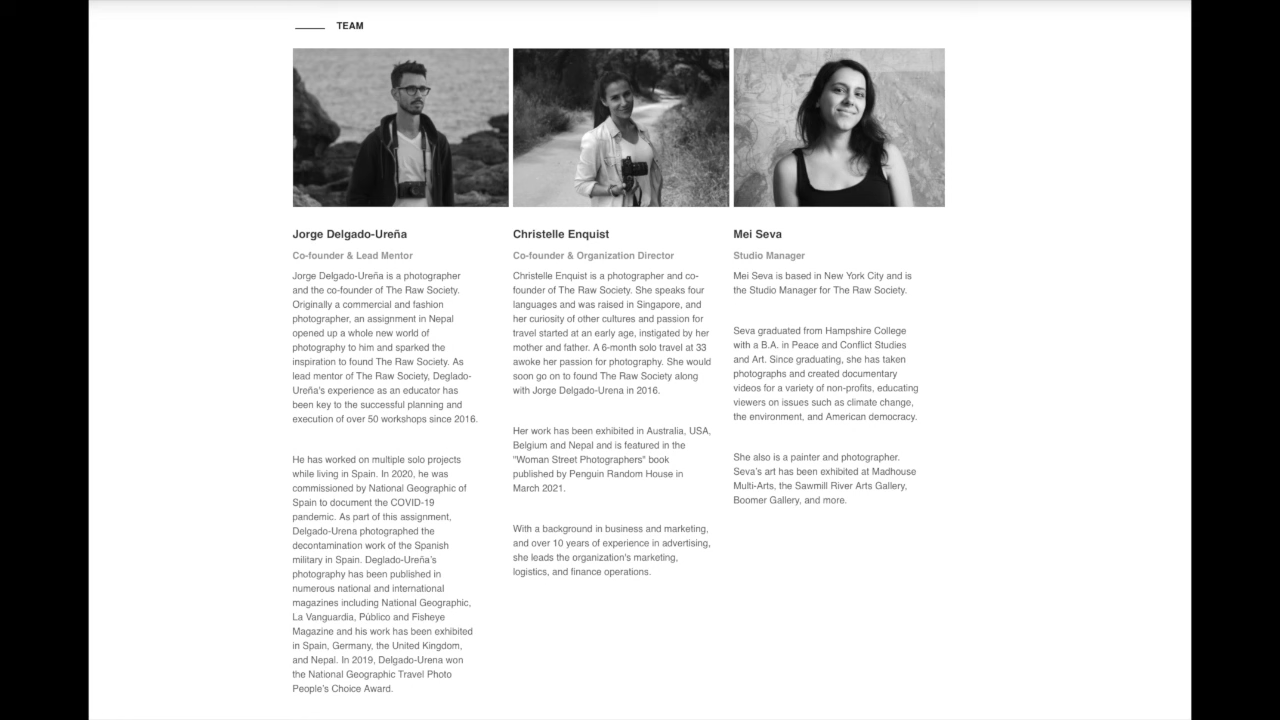 TEAM
Jorge Delgado-Ureña
Co-founder & Lead Mentor
Jorge Delgado-Ureña is a photographer
and the co-founder of The Raw Society.
Originally a commercial and fashion
photographer, an assignment in Nepal
opened up a whole new world of
photography to him and sparked the
inspiration to found The Raw Society. As
lead mentor of The Raw Society, Deglado-
Ureña's experience as an educator has
been key to the successful planning and
execution of over 50 workshops since 2016.
He has worked on multiple solo projects
while living in Spain. In 2020, he was
commissioned by National Geographic of
Spain to document the COVID-19
pandemic. As part of this assignment,
Delgado-Urena photographed the
decontamination work of the Spanish
military in Spain. Deglado-Ureña's
photography has been published in
numerous national and international
magazines including National Geographic,
La Vanguardia, Público and Fisheye
Magazine and his work has been exhibited
in Spain, Germany, the United Kingdom,
and Nepal. In 2019, Delgado-Urena won
the National Geographic Travel Photo
People's Choice Award.
Christelle Enquist
Co-founder & Organization Director
Christelle Enquist is a photographer and co-
founder of The Raw Society. She speaks four
languages and was raised in Singapore, and
her curiosity of other cultures and passion for
travel started at an early age, instigated by her
mother and father. A 6-month solo travel at 33
awoke her passion for photography. She would
soon go on to found The Raw Society along
with Jorge Delgado-Urena in 2016.
Her work has been exhibited in Australia, USA,
Belgium and Nepal and is featured in the
"Woman Street Photographers" book
published by Penguin Random House in
March 2021.
With a background in business and marketing,
and over 10 years of experience in advertising,
she leads the organization's marketing,
logistics, and finance operations.
Mei Seva
Studio Manager
Mei Seva is based in New York City and is
the Studio Manager for The Raw Society.
Seva graduated from Hampshire College
with a B.A. in Peace and Conflict Studies
and Art. Since graduating, she has taken
photographs and created documentary
videos for a variety of non-profits, educating
viewers on issues such as climate change,
the environment, and American democracy.
She also is a painter and photographer.
Seva's art has been exhibited at Madhouse
Multi-Arts, the Sawmill River Arts Gallery,
Boomer Gallery, and more.